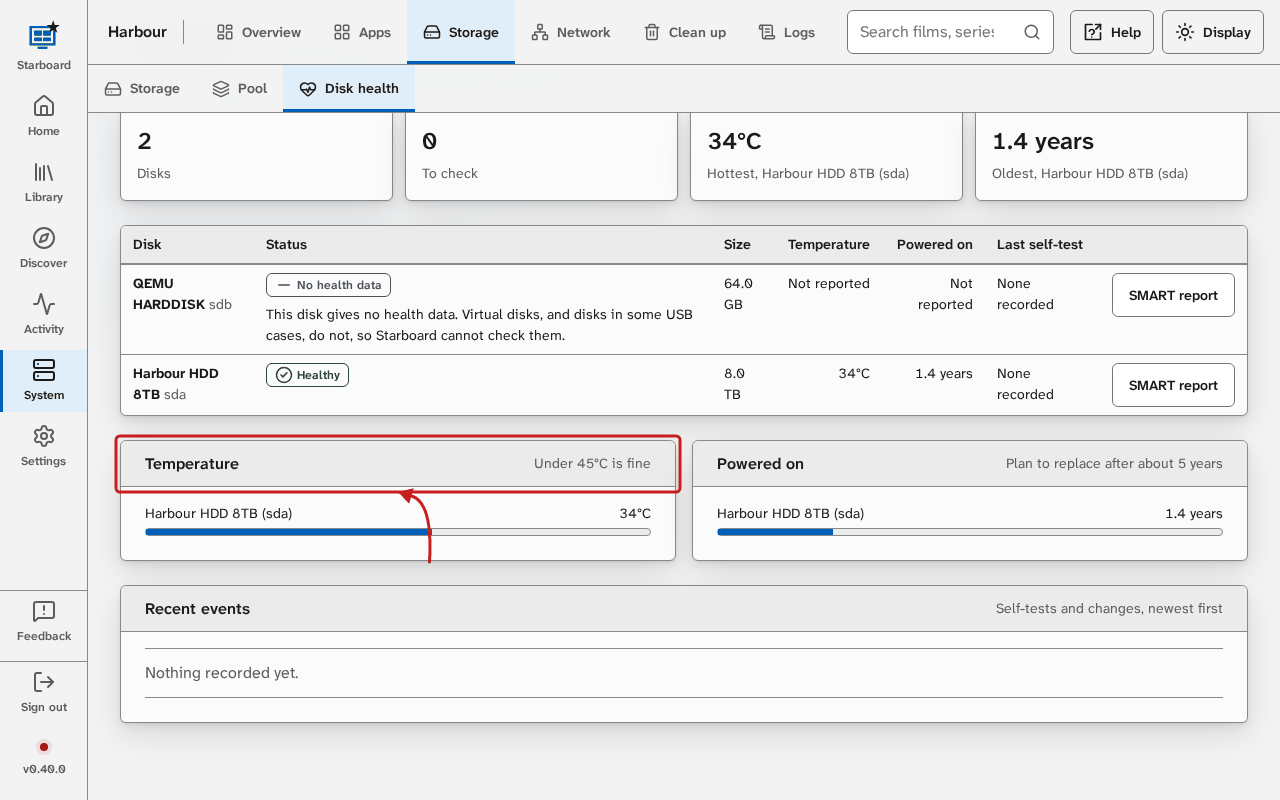 Harbour
Overview
Apps
Storage
Network
Clean up
Logs
Search films, series
Help
Display
Starboard
Home
Library
Discover
Activity
System
Settings
Feedback
Sign out
v0.40.0
Storage
Pool
Disk health
2
Disks
0
To check
34°C
Hottest, Harbour HDD 8TB (sda)
1.4 years
Oldest, Harbour HDD 8TB (sda)
Disk Status Size Temperature Powered on Last self-test
QEMU HARDDISK sdb
No health data
This disk gives no health data. Virtual disks, and disks in some USB
cases, do not, so Starboard cannot check them.
64.0 GB
Not reported
Not reported
None recorded
SMART report
Harbour HDD 8TB sda
Healthy
8.0 TB
34°C
1.4 years
None recorded
SMART report
Temperature
Under 45°C is fine
Harbour HDD 8TB (sda)
34°C
Powered on
Plan to replace after about 5 years
Harbour HDD 8TB (sda)
1.4 years
Recent events
Self-tests and changes, newest first
Nothing recorded yet.